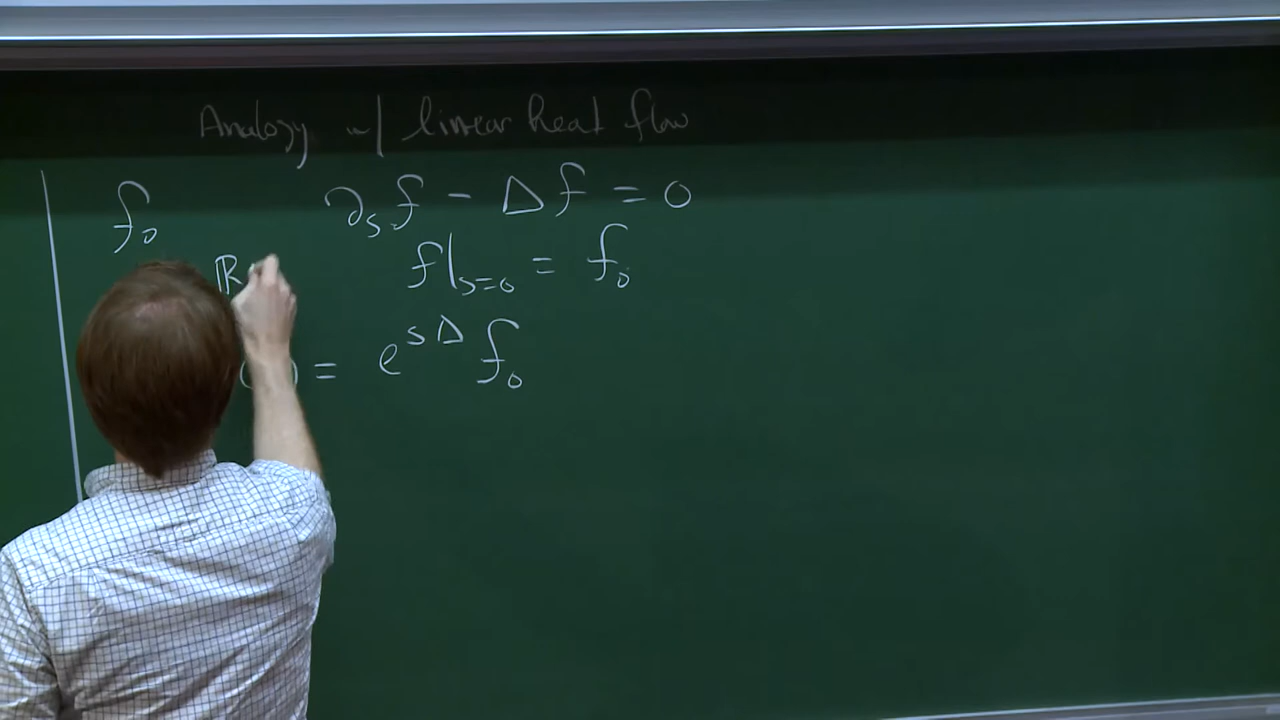 Analogy w/ linear heat flow
f₀ ∂ₛf - Δf = 0
ℝ f|ₛ₌₀ = f₀
( ) = e^{sΔ} f₀